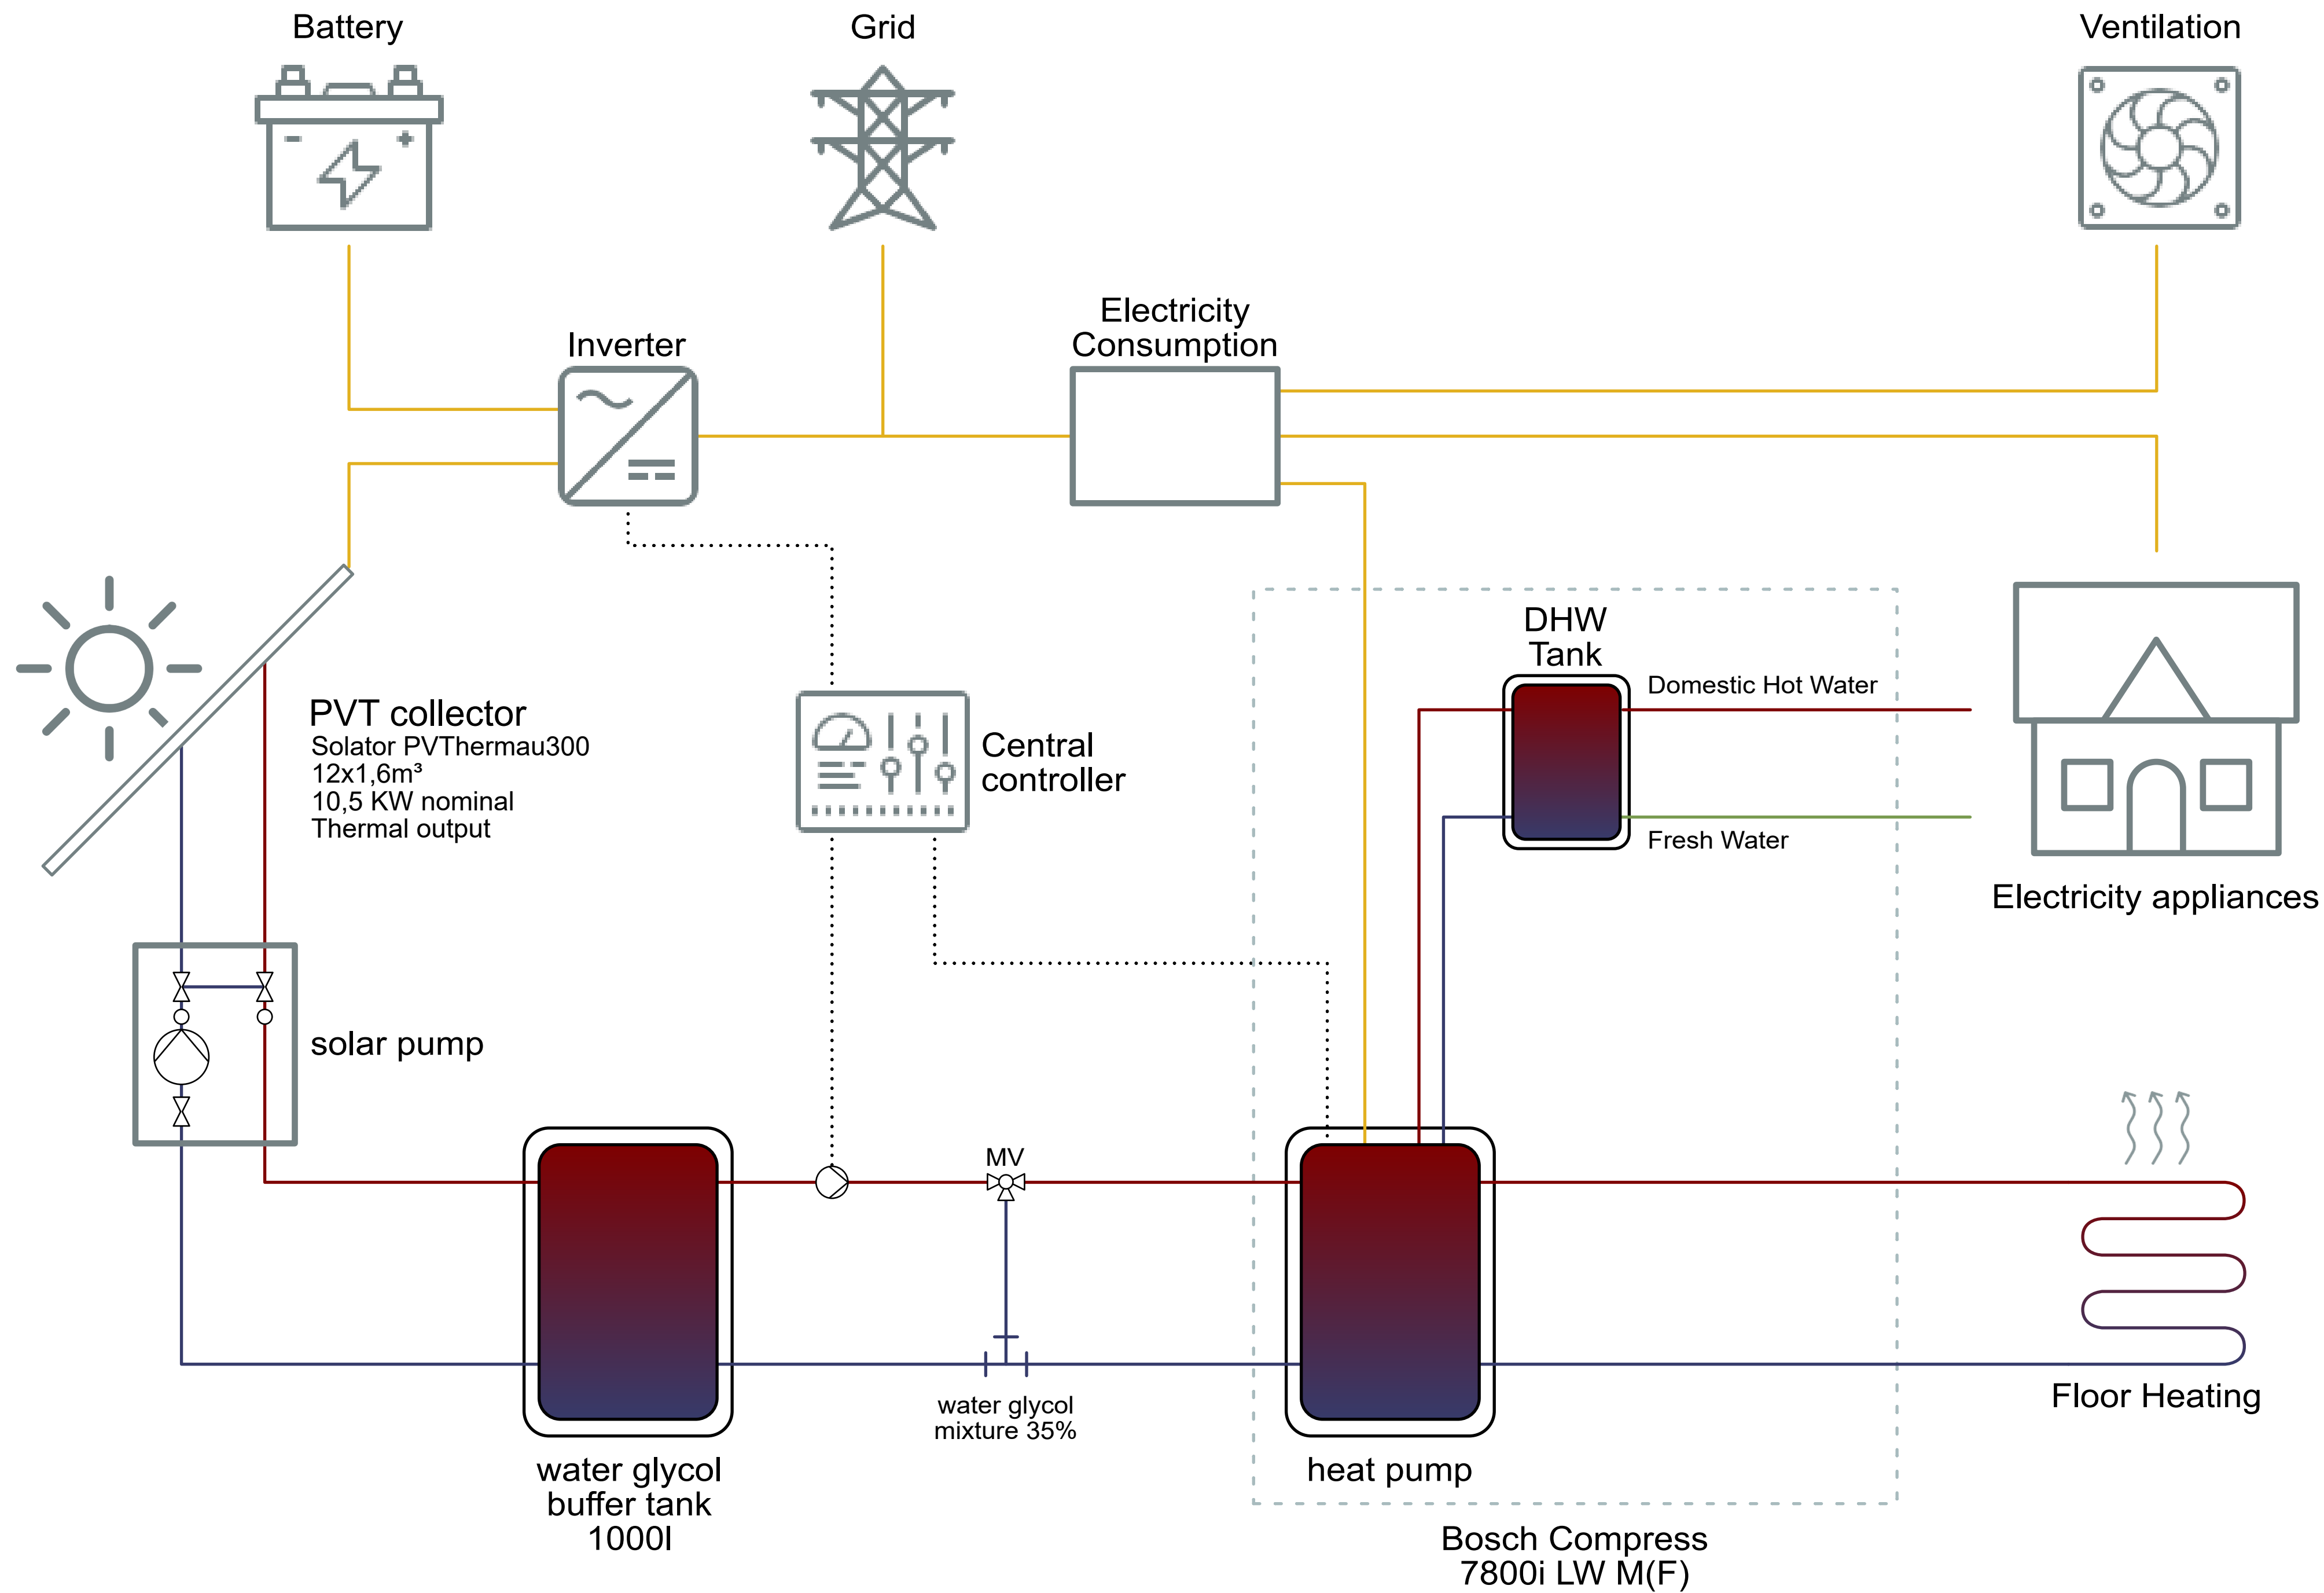 Battery
Grid
Ventilation
Electricity
Consumption
Inverter
DHW
Tank
Domestic Hot Water
PVT collector
Solator PVThermau300
12x1,6m³
10,5 KW nominal
Thermal output
Central
controller
Fresh Water
Electricity appliances
solar pump
MV
water glycol
mixture 35%
Floor Heating
water glycol
buffer tank
1000l
heat pump
Bosch Compress
7800i LW M(F)